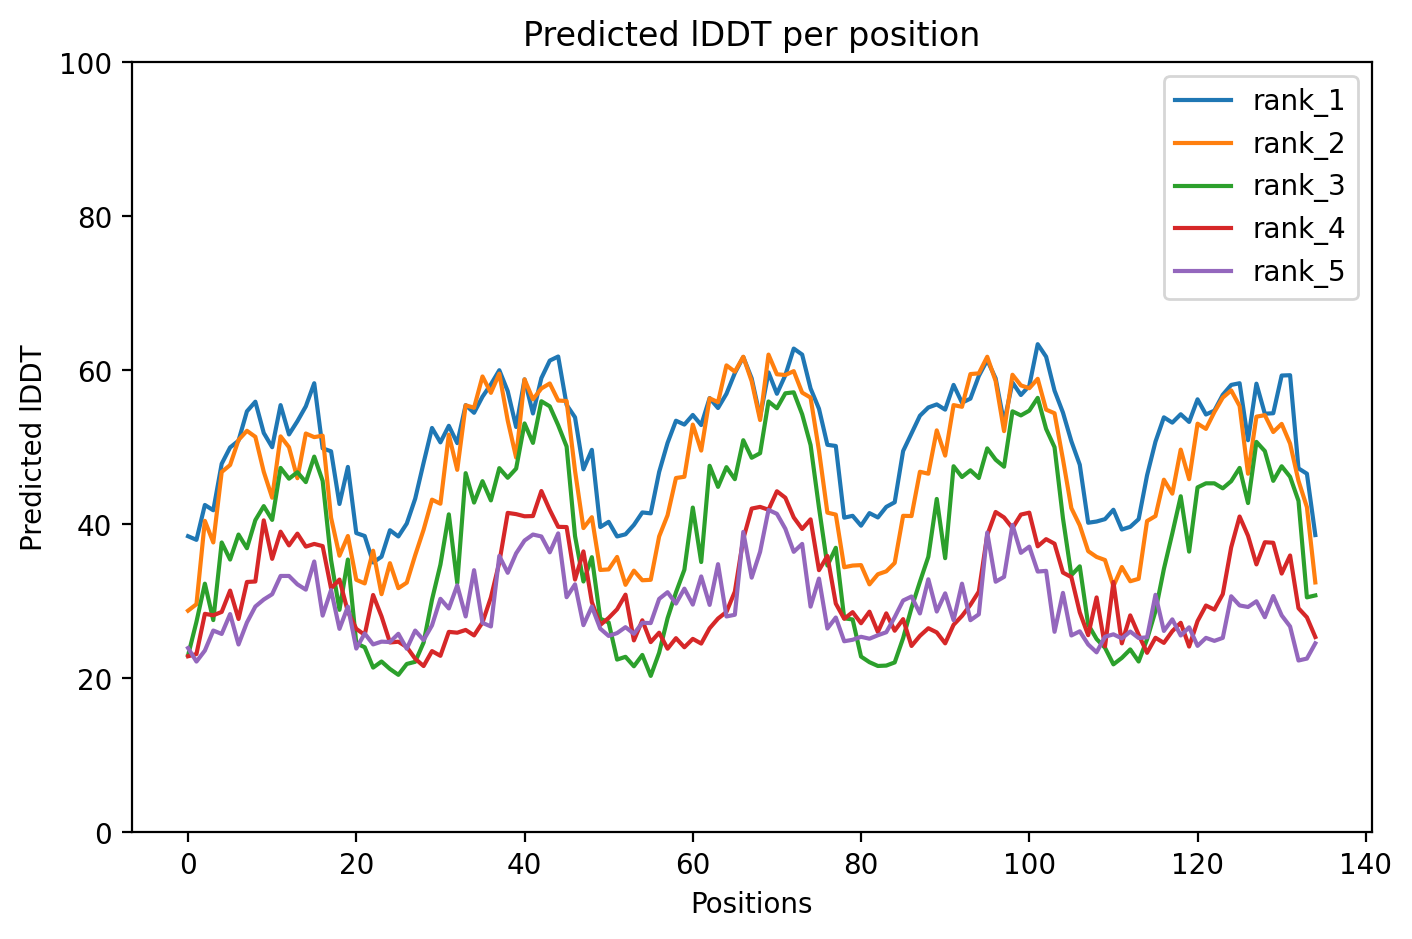 Predicted lDDT per position
100
80
60
40
20
0
Predicted lDDT
rank_1
rank_2
rank_3
rank_4
rank_5
0 20 40 60 80 100 120 140
Positions